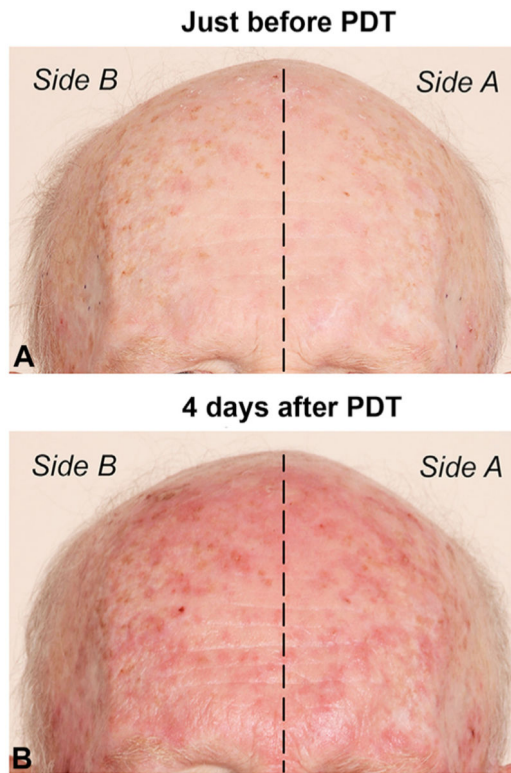 Just before PDT
Side B
Side A
A
4 days after PDT
Side B
Side A
B